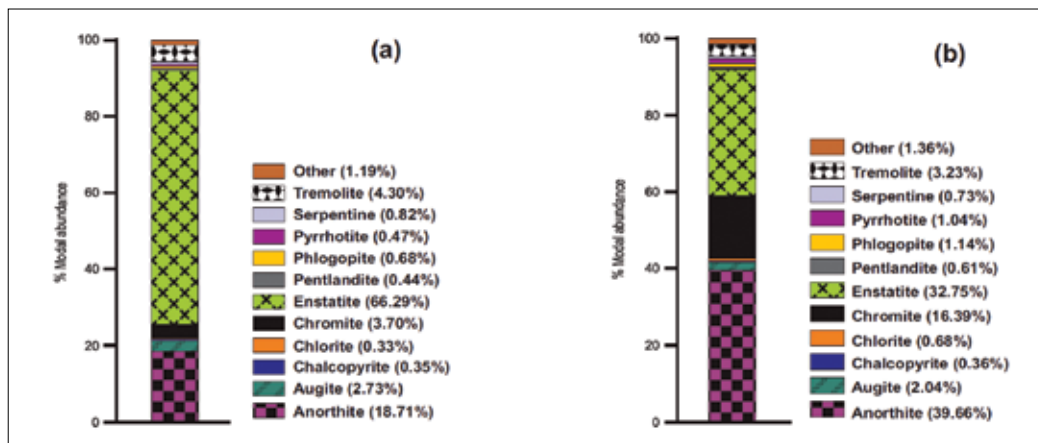 (a)
100
80
60
40
20
0
% Modal abundance
Other (1.19%)
Tremolite (4.30%)
Serpentine (0.82%)
Pyrrhotite (0.47%)
Phlogopite (0.68%)
Pentlandite (0.44%)
Enstatite (66.29%)
Chromite (3.70%)
Chlorite (0.33%)
Chalcopyrite (0.35%)
Augite (2.73%)
Anorthite (18.71%)
(b)
100
80
60
40
20
0
% Modal abundance
Other (1.36%)
Tremolite (3.23%)
Serpentine (0.73%)
Pyrrhotite (1.04%)
Phlogopite (1.14%)
Pentlandite (0.61%)
Enstatite (32.75%)
Chromite (16.39%)
Chlorite (0.68%)
Chalcopyrite (0.36%)
Augite (2.04%)
Anorthite (39.66%)